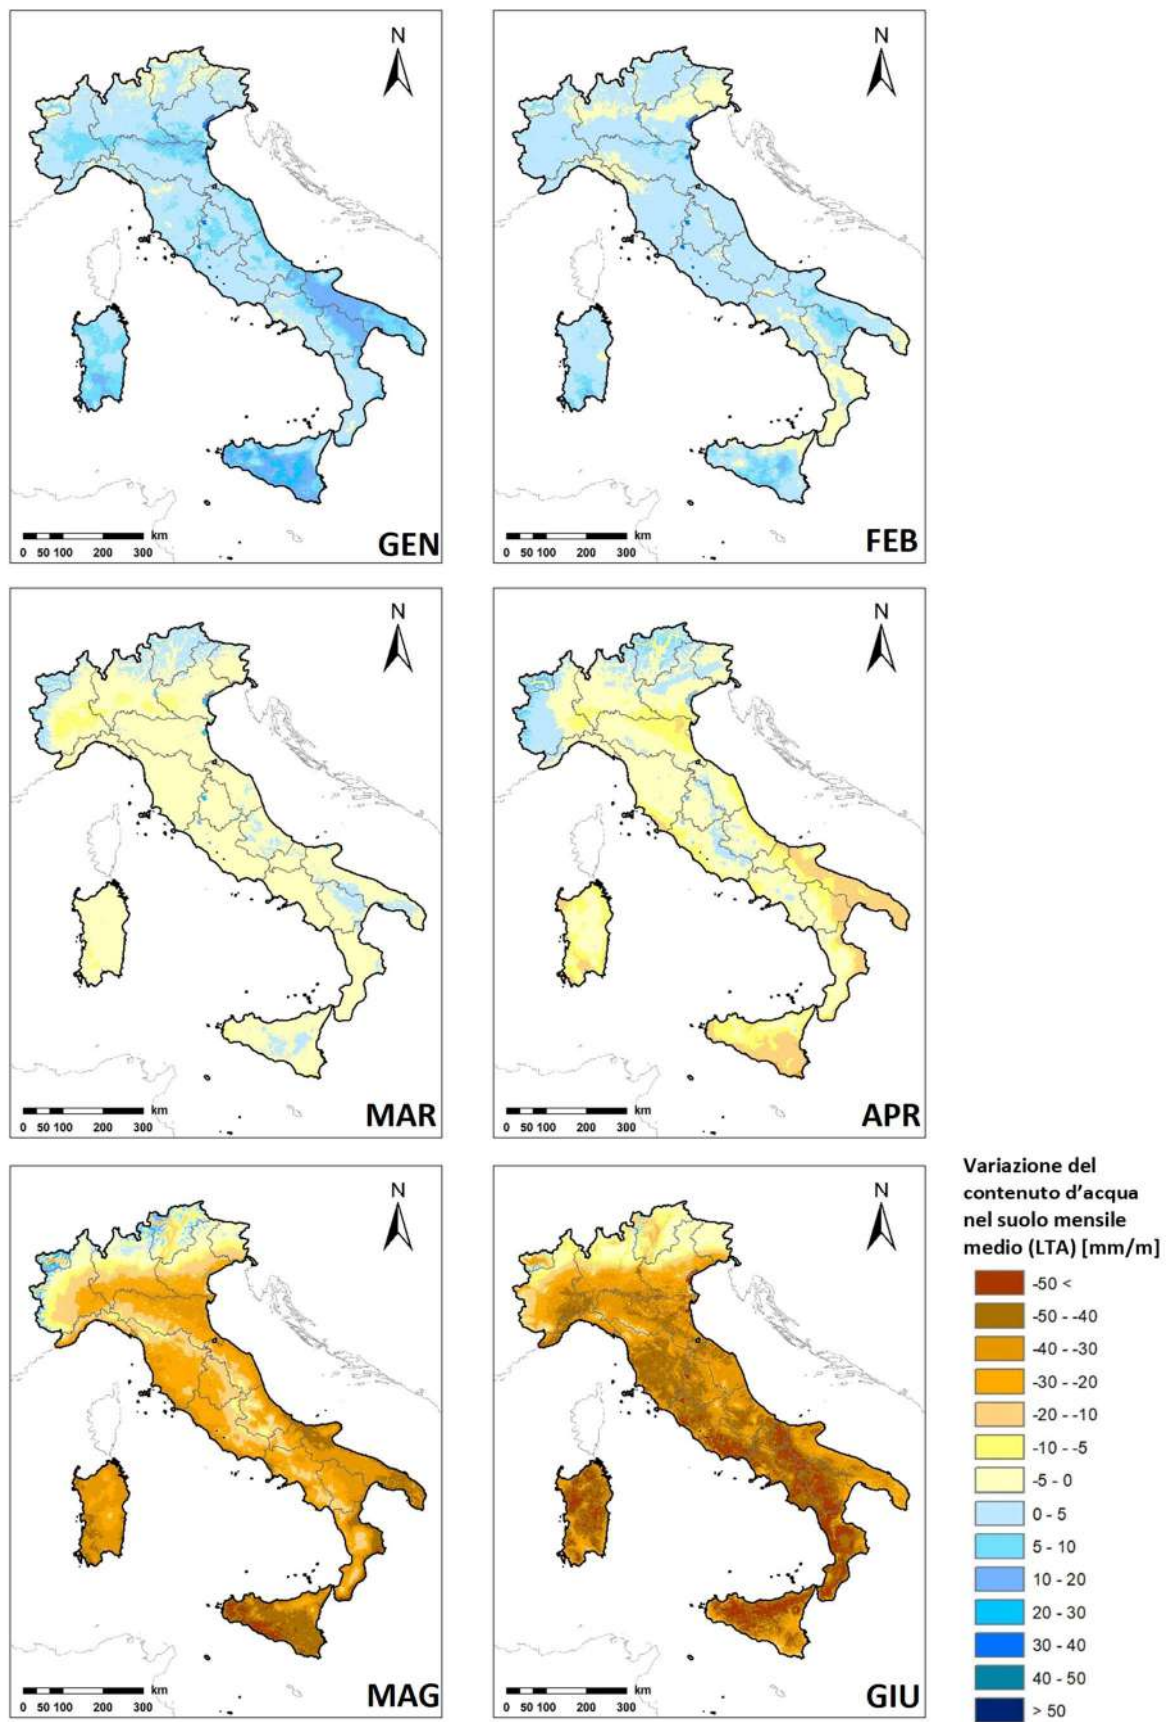 N
km
0 50 100 200 300
GEN
N
km
0 50 100 200 300
FEB
N
km
0 50 100 200 300
MAR
N
km
0 50 100 200 300
APR
N
km
0 50 100 200 300
MAG
N
km
0 50 100 200 300
GIU
Variazione del
contenuto d'acqua
nel suolo mensile
medio (LTA) [mm/m]
-50 <
-50 - -40
-40 - -30
-30 - -20
-20 - -10
-10 - -5
-5 - 0
0 - 5
5 - 10
10 - 20
20 - 30
30 - 40
40 - 50
> 50